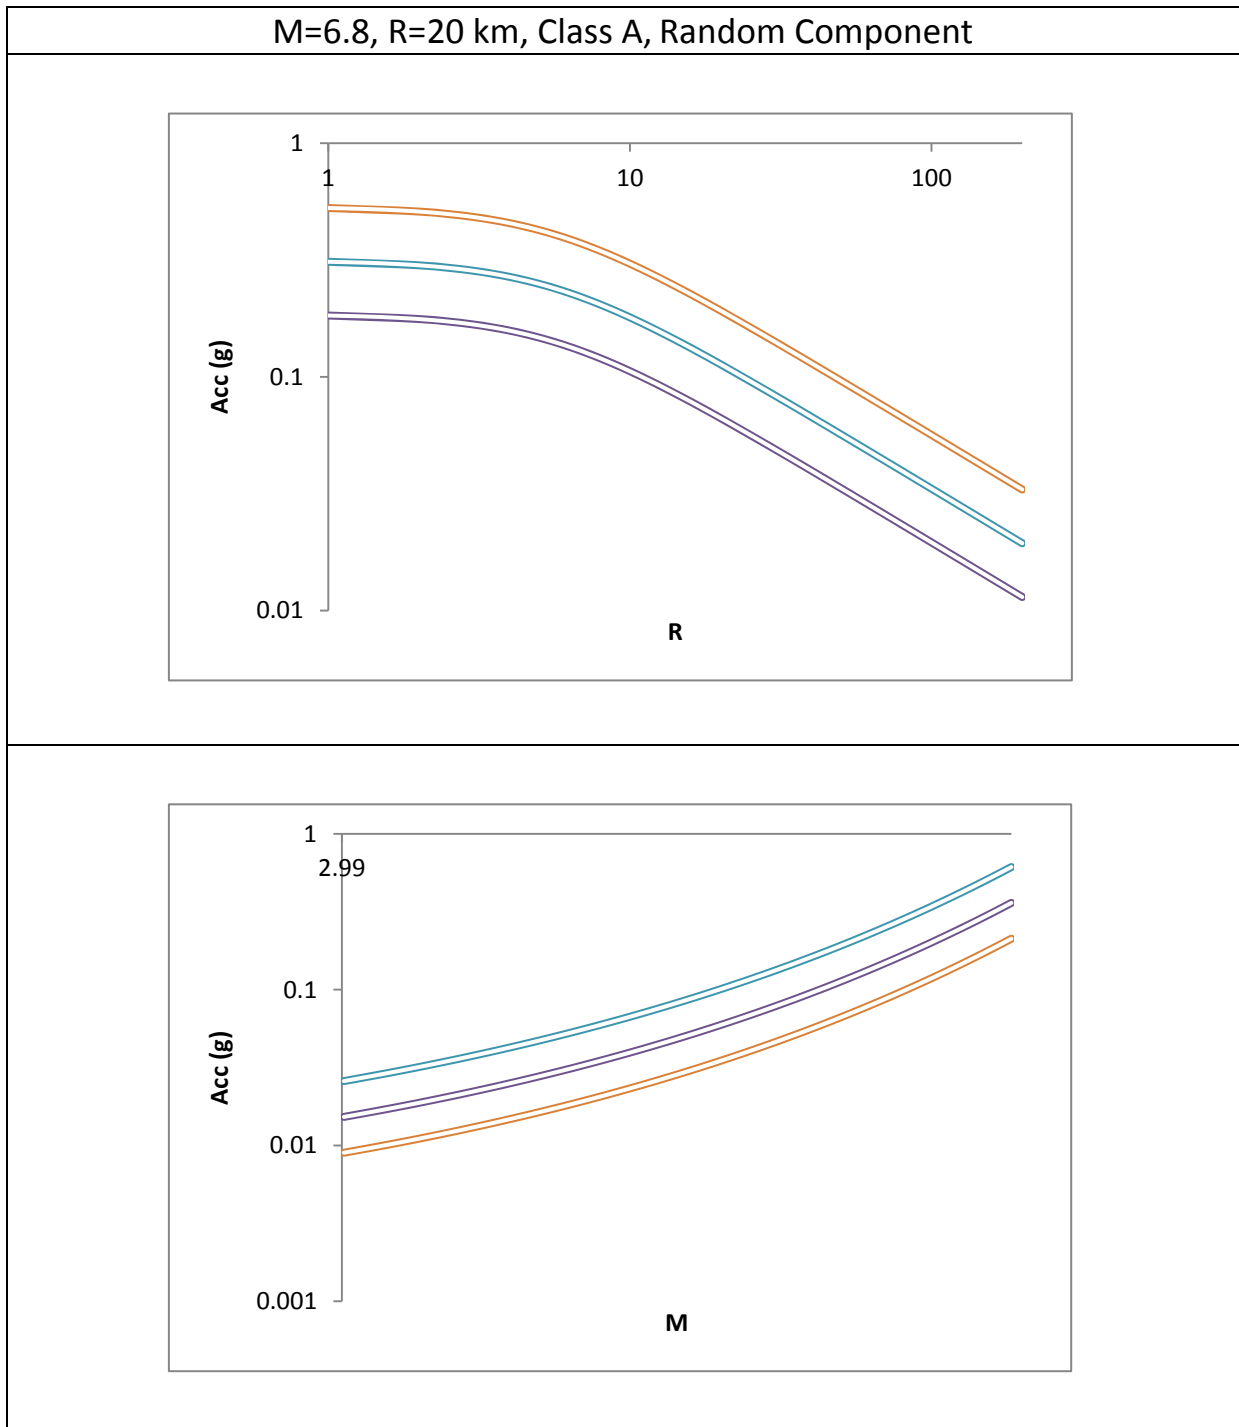 M=6.8, R=20 km, Class A, Random Component
1
1 10 100
Acc (g)
0.1
0.01
R
1
2.99
0.1
Acc (g)
0.01
0.001
M